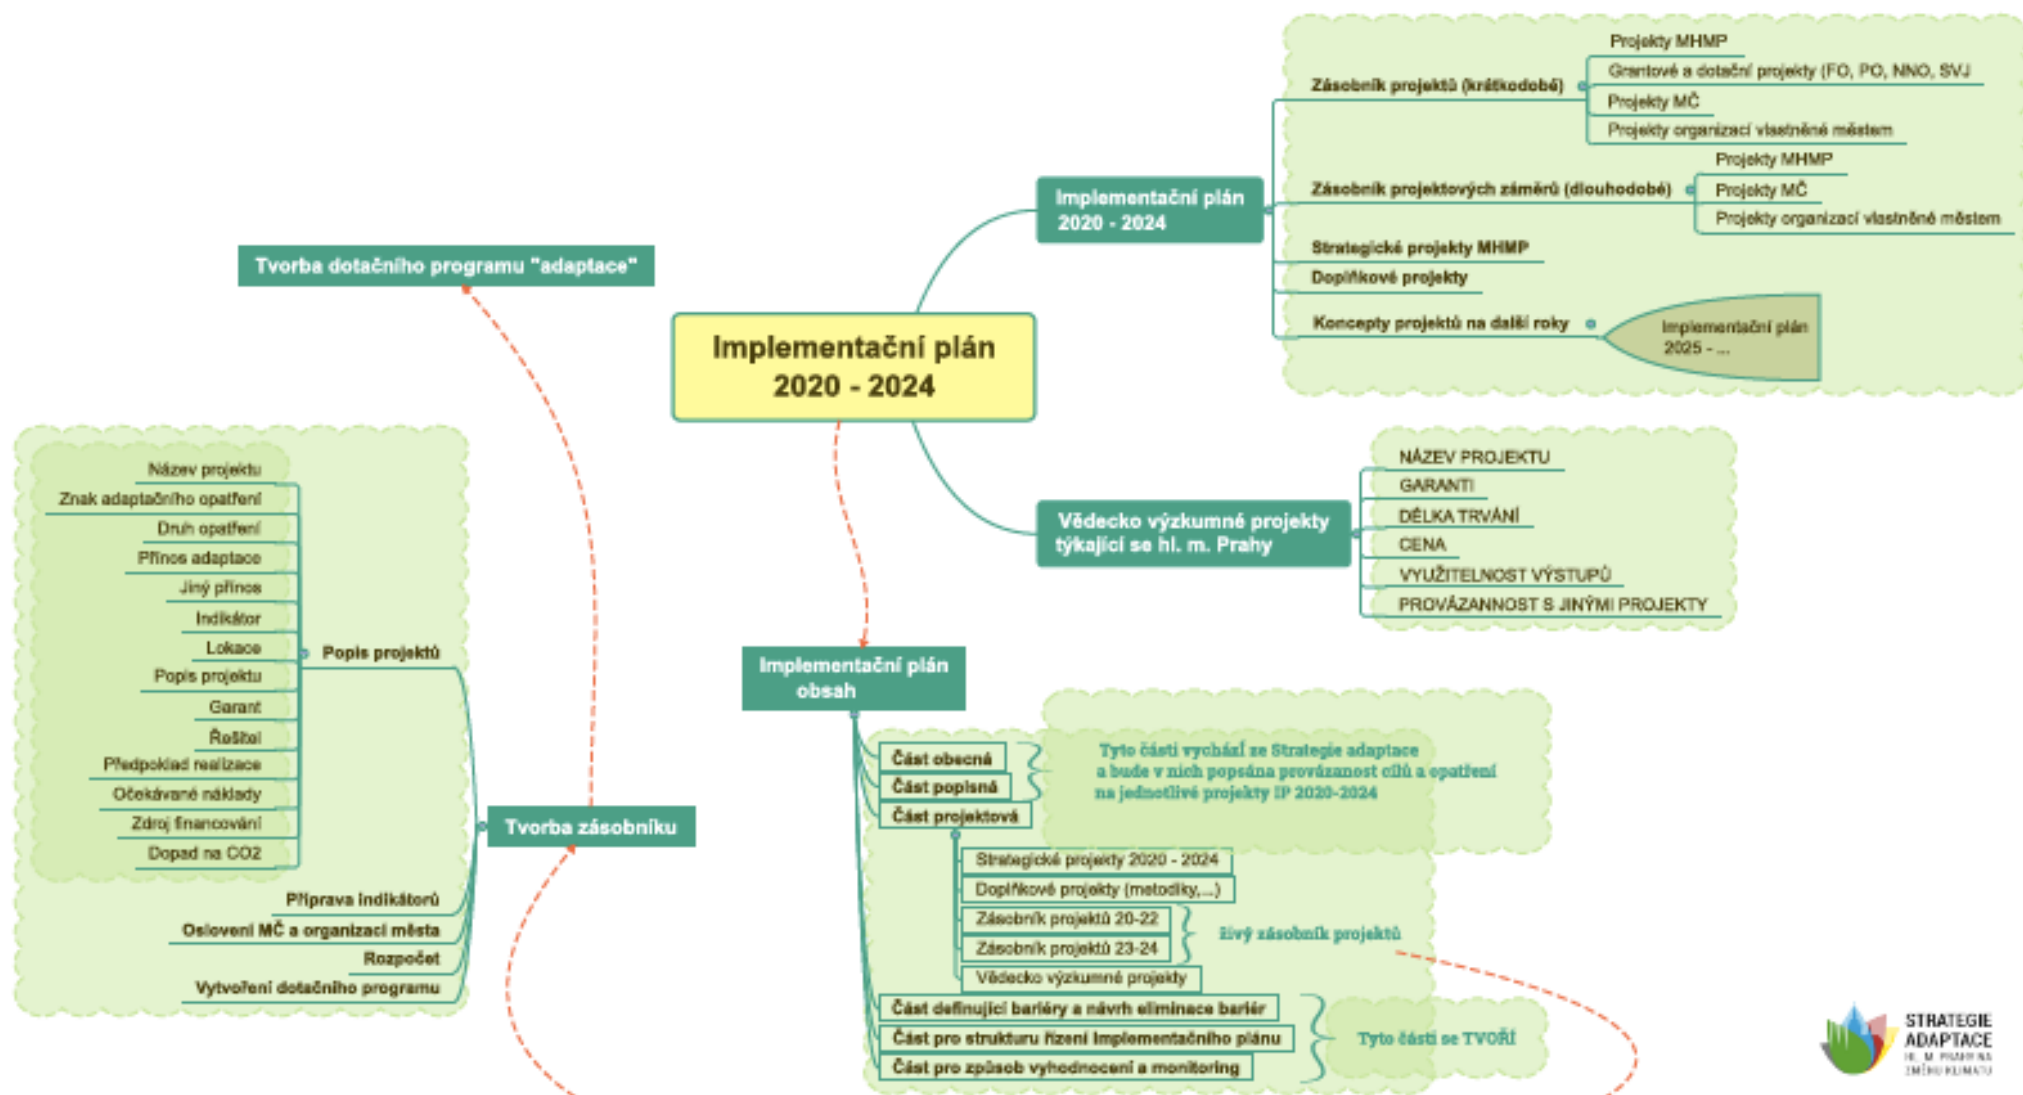 Projekty MHMP
Grantové a dotační projekty (FO, PO, NNO, SVJ
Zásobník projektů (krátkodobé)
Projekty MČ
Projekty organizací vlastněné městem
Projekty MHMP
Zásobník projektových záměrů (dlouhodobé)
Projekty MČ
Projekty organizací vlastněné městem
Implementační plán
2020 - 2024
Strategické projekty MHMP
Doplňkové projekty
Koncepty projektů na další roky
Implementační plán
2025 - ...
Tvorba dotačního programu "adaptace"
Implementační plán
2020 - 2024
NÁZEV PROJEKTU
GARANTI
DÉLKA TRVÁNÍ
CENA
VYUŽITELNOST VÝSTUPŮ
PROVÁZANNOST S JINÝMI PROJEKTY
Vědecko výzkumné projekty
týkající se hl. m. Prahy
Název projektu
Znak adaptačního opatření
Druh opatření
Přínos adaptace
Jiný přínos
Indikátor
Lokace
Popis projektu
Garant
Řešitel
Předpoklad realizace
Očekávané náklady
Zdroj financování
Dopad na CO2
Popis projektů
Příprava indikátorů
Oslovení MČ a organizací města
Rozpočet
Vytvoření dotačního programu
Tvorba zásobníku
Implementační plán
obsah
Část obecná
Část popisná
Část projektová
Tyto části vychází ze Strategie adaptace
a bude v nich popsána provázanost cílů a opatření
na jednotlivé projekty IP 2020-2024
Strategické projekty 2020 - 2024
Doplňkové projekty (metodiky,...)
Zásobník projektů 20-22
Zásobník projektů 23-24
živý zásobník projektů
Vědecko výzkumné projekty
Část definující bariéry a návrh eliminace bariér
Část pro strukturu řízení Implementačního plánu
Část pro způsob vyhodnocení a monitoring
Tyto části se TVOŘÍ
STRATEGIE
ADAPTACE
HL. M. PRAHY NA
ZMĚNU KLIMATU